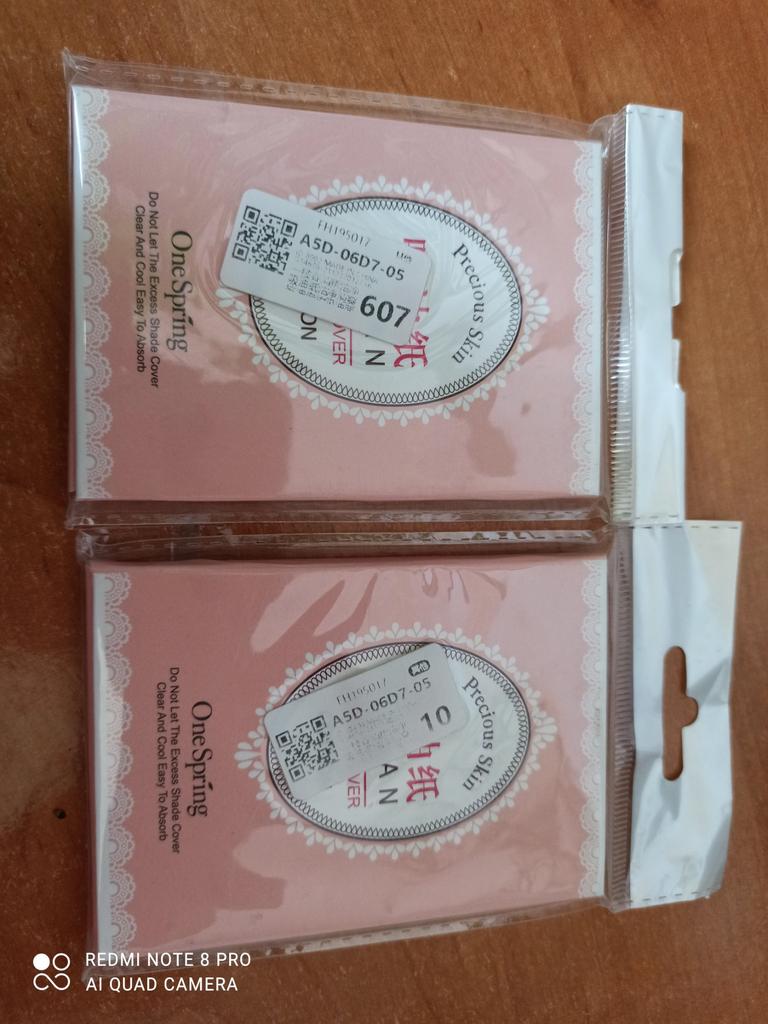 Precious Skin
纸
N
VER
ON
FH195017
A5D-06D7-05
607
OneSpring
Do Not Let The Excess Shade Cover
Clear And Cool Easy To Absorb
Precious Skin
纸
AN
VER
FH195017
A5D-06D7-05
10
OneSpring
Do Not Let The Excess Shade Cover
Clear And Cool Easy To Absorb
REDMI NOTE 8 PRO
AI QUAD CAMERA